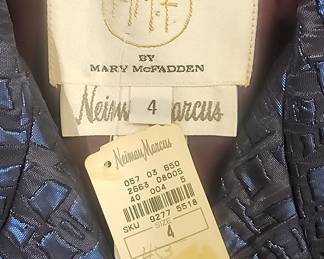 M.M.F
BY
MARY McFADDEN
Neiman Marcus
4
Neiman Marcus
057 03 650
2663 08005
40 004 5
SKU 9277 5518
SIZE
4